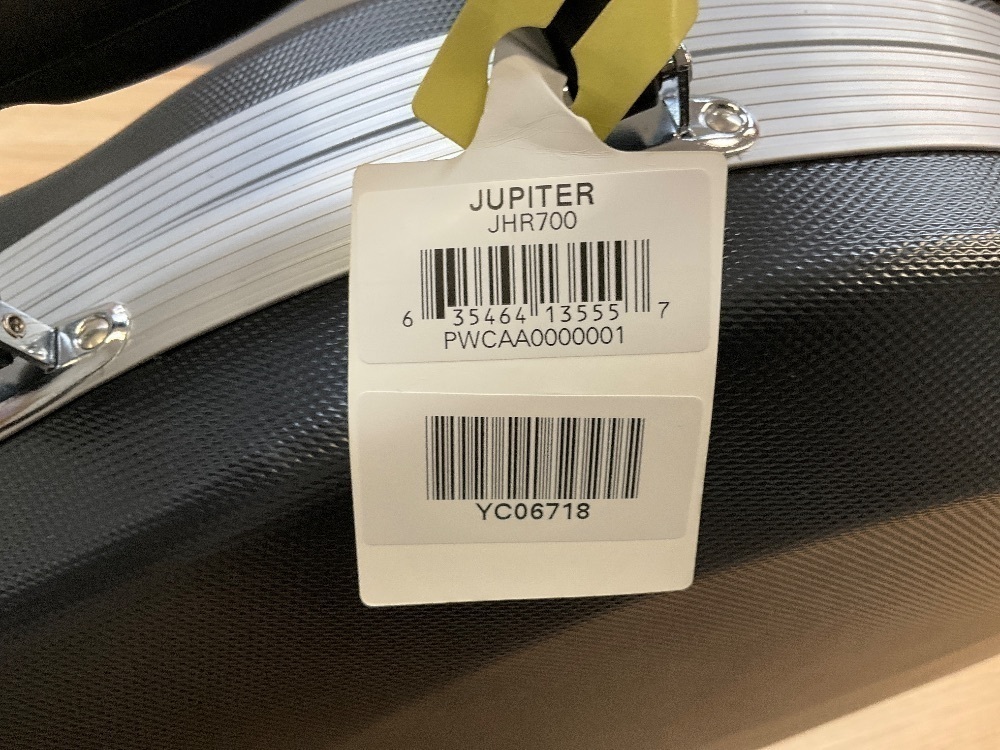 JUPITER
JHR700
6 35464 13555 7
PWCAA0000001
YC06718